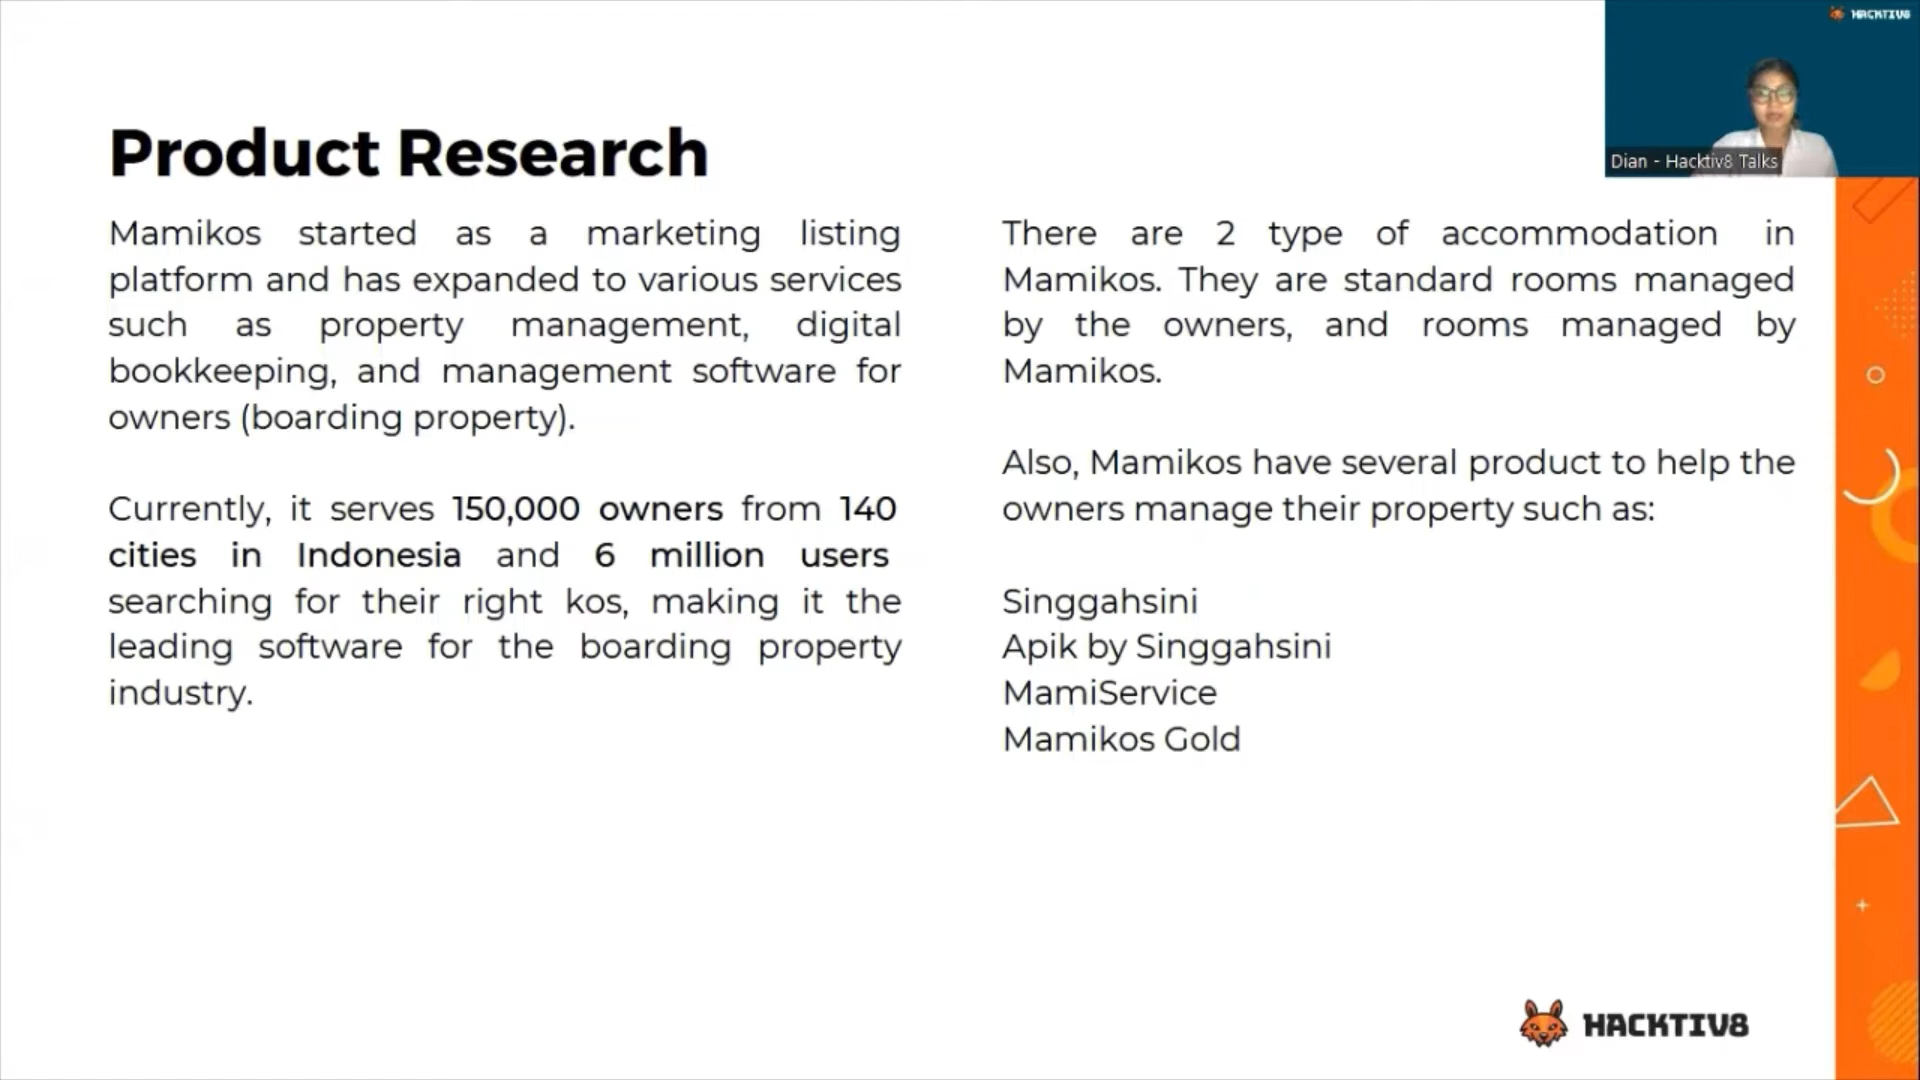 HACKTIV8
Dian - Hacktiv8 Talks
Product Research
Mamikos started as a marketing listing
platform and has expanded to various services
such as property management, digital
bookkeeping, and management software for
owners (boarding property).
Currently, it serves 150,000 owners from 140
cities in Indonesia and 6 million users
searching for their right kos, making it the
leading software for the boarding property
industry.
There are 2 type of accommodation in
Mamikos. They are standard rooms managed
by the owners, and rooms managed by
Mamikos.
Also, Mamikos have several product to help the
owners manage their property such as:
Singgahsini
Apik by Singgahsini
MamiService
Mamikos Gold
HACKTIV8